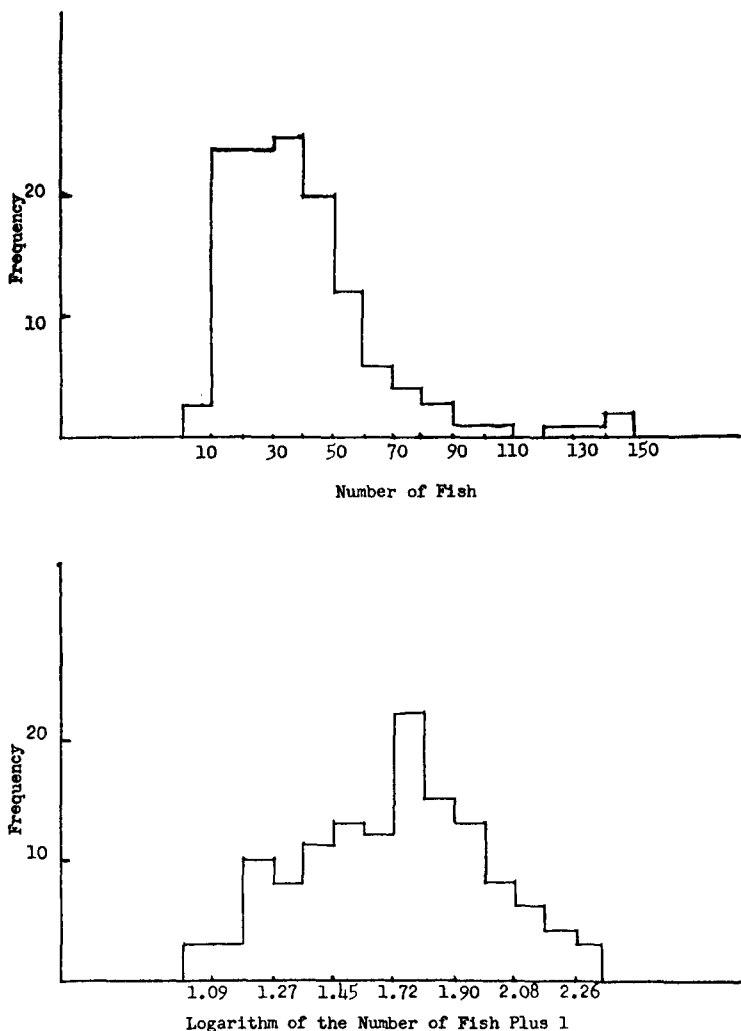 Frequency
20
10
10 30 50 70 90 110 130 150
Number of Fish
Frequency
20
10
1.09 1.27 1.45 1.72 1.90 2.08 2.26
Logarithm of the Number of Fish Plus 1